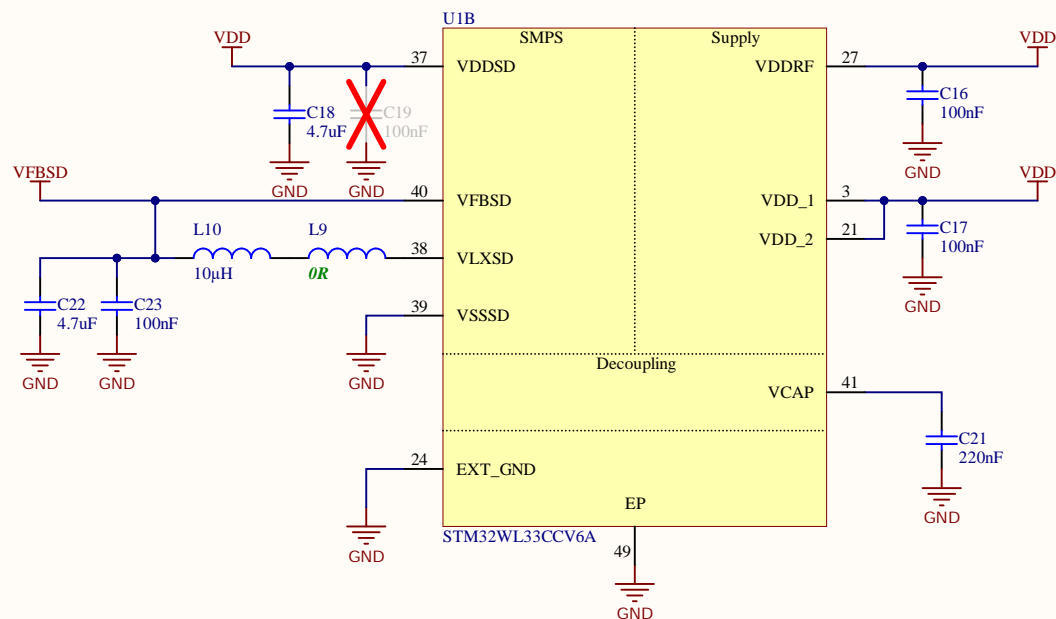 U1B
SMPS
Supply
VDD
37
VDDSD
VDDRF
27
VDD
C18
4.7uF
C19
100nF
C16
100nF
GND
GND
GND
VFBSD
40
VFBSD
VDD_1
3
VDD
VDD_2
21
C17
100nF
L10
10µH
L9
0R
38
VLXSD
GND
C22
4.7uF
C23
100nF
39
VSSSD
GND
GND
GND
Decoupling
VCAP
41
C21
220nF
24
EXT_GND
GND
EP
GND
STM32WL33CCV6A
49
GND